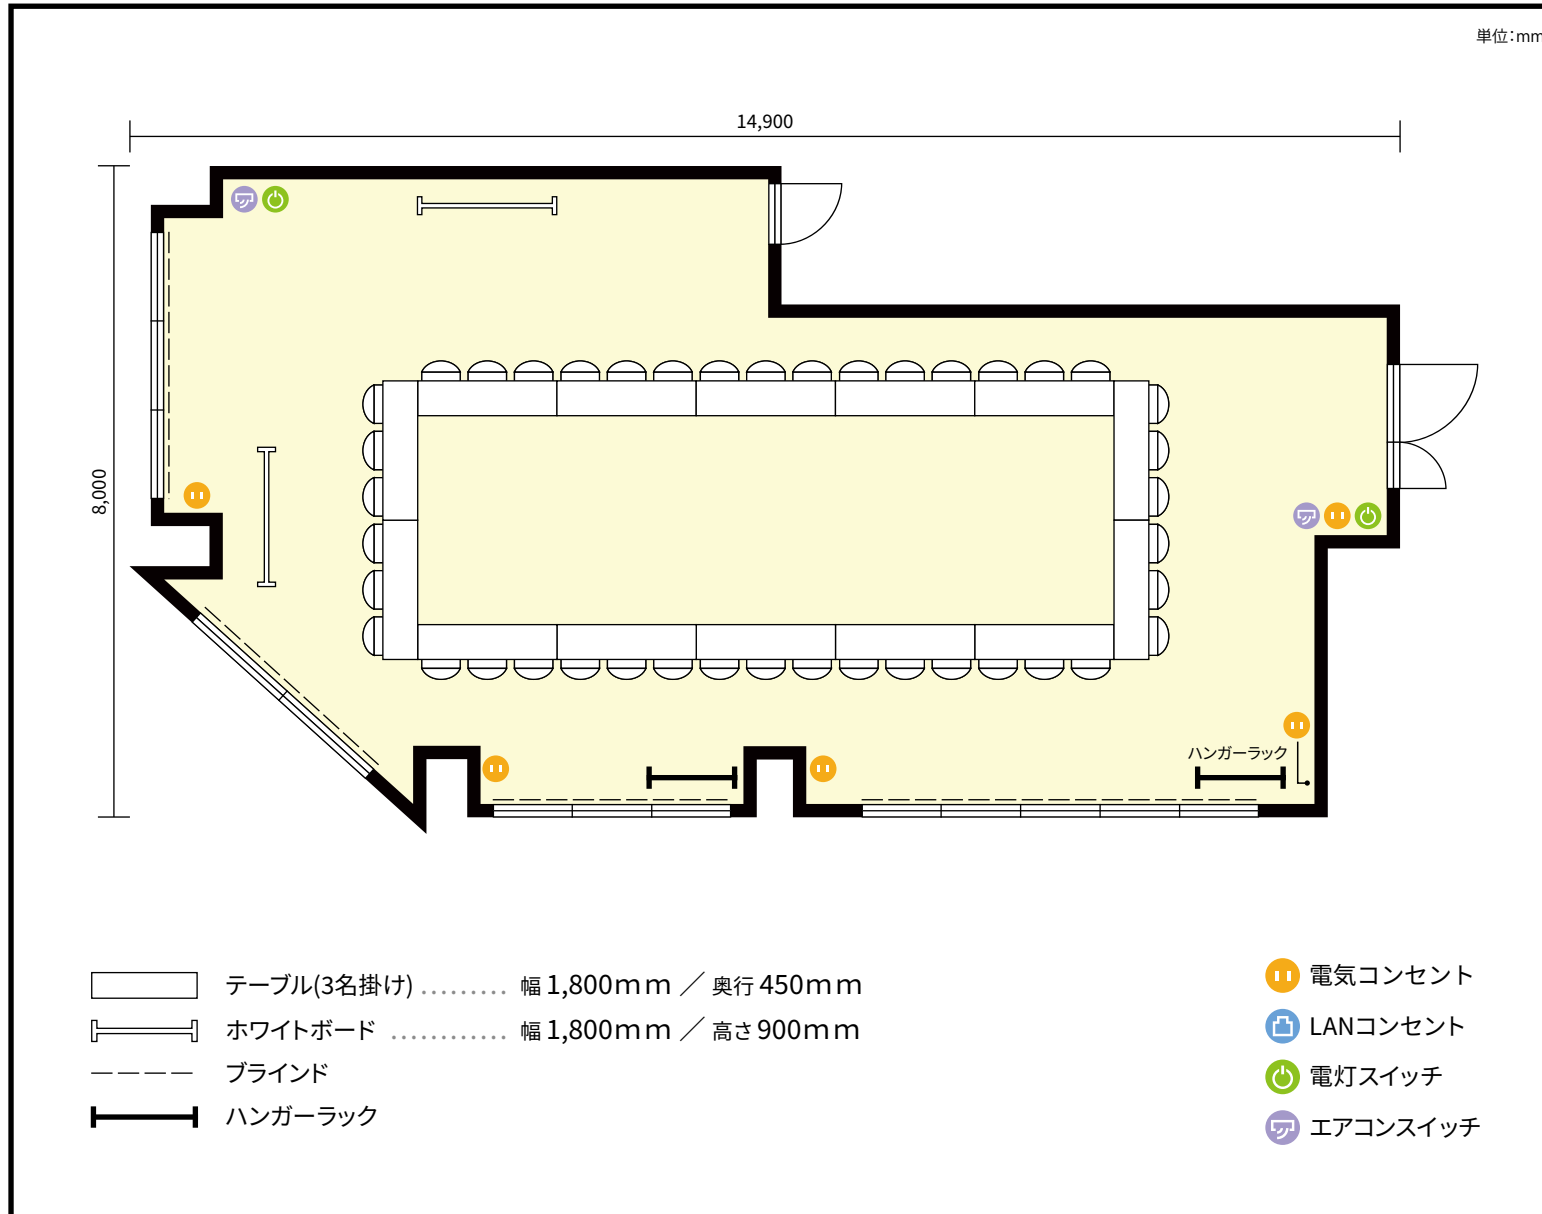 単位:mm
14,900
8,000
ハンガーラック
テーブル(3名掛け) ......... 幅 1,800mm ／ 奥行 450mm
ホワイトボード ............ 幅 1,800mm ／ 高さ 900mm
ブラインド
ハンガーラック
電気コンセント
LANコンセント
電灯スイッチ
エアコンスイッチ